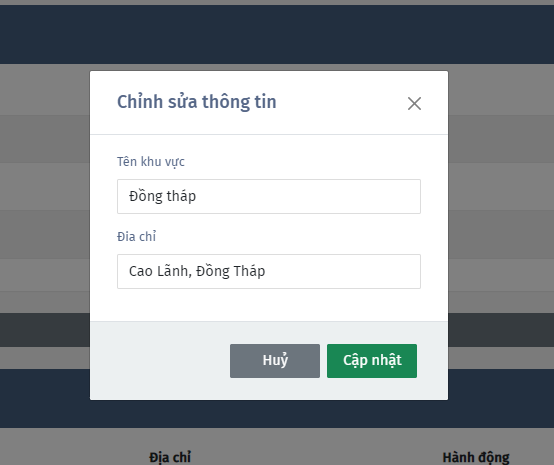 Chỉnh sửa thông tin
Tên khu vực
Đồng tháp
Đia chỉ
Cao Lãnh, Đồng Tháp
Huỷ
Cập nhật
Địa chỉ
Hành động